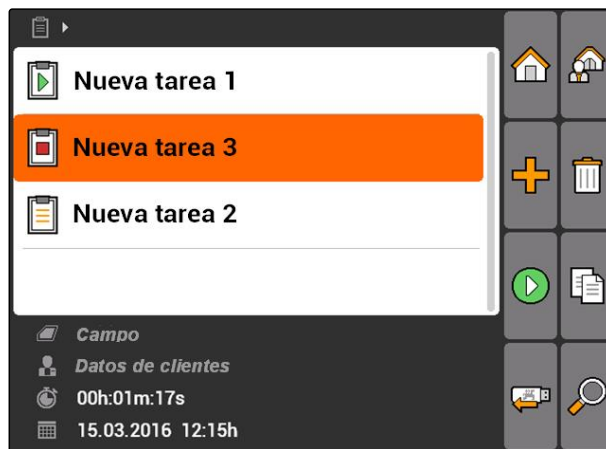 Nueva tarea 1
Nueva tarea 3
Nueva tarea 2
Campo
Datos de clientes
00h:01m:17s
15.03.2016 12:15h